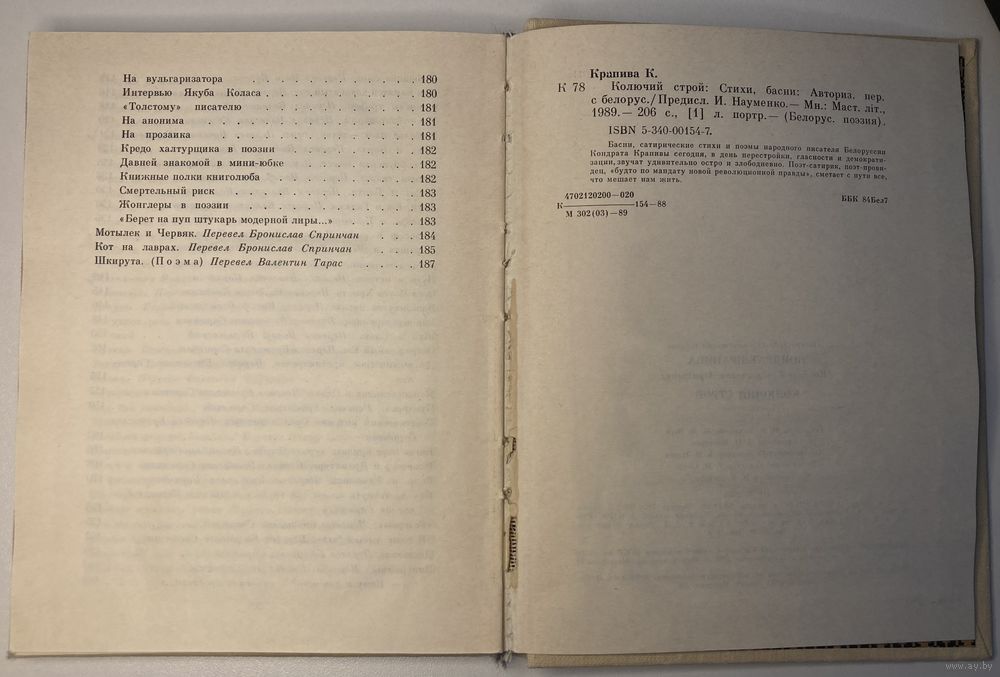 На вульгаризатора . . . . . . . . . . 180
Интервью Якуба Коласа . . . . . . . . . 180
«Толстому» писателю . . . . . . . . . . 181
На анонима . . . . . . . . . . . . 181
На прозаика . . . . . . . . . . . . 181
Кредо халтурщика в поэзии . . . . . . . . 182
Давней знакомой в мини-юбке . . . . . . . 182
Книжные полки книголюба . . . . . . . . 182
Смертельный риск . . . . . . . . . . 183
Жонглеры в поэзии . . . . . . . . . . 183
«Берет на пуп штукарь модерной лиры...» . . . . 183
Мотылек и Червяк. Перевел Бронислав Спринчан . . . 184
Кот на лаврах. Перевел Бронислав Спринчан . . . . 185
Шкирута. (Поэма) Перевел Валентин Тарас . . . . 187
Крапива К.
К 78 Колючий строй: Стихи, басни: Авториз. пер.
с белорус./Предисл. И. Науменко.— Мн.: Маст. літ.,
1989.— 206 с., [1] л. портр.— (Белорус. поэзия).
ISBN 5-340-00154-7.
Басни, сатирические стихи и поэмы народного писателя Белоруссии
Кондрата Крапивы сегодня, в день перестройки, гласности и демократи-
зации, звучат удивительно остро и злободневно. Поэт-сатирик, поэт-прови-
дец, «будто по мандату новой революционной правды», сметает с пути все,
что мешает нам жить.
4702120200—020
К————154—88
М 302(03)—89
ББК 84Бел7
www.ay.by